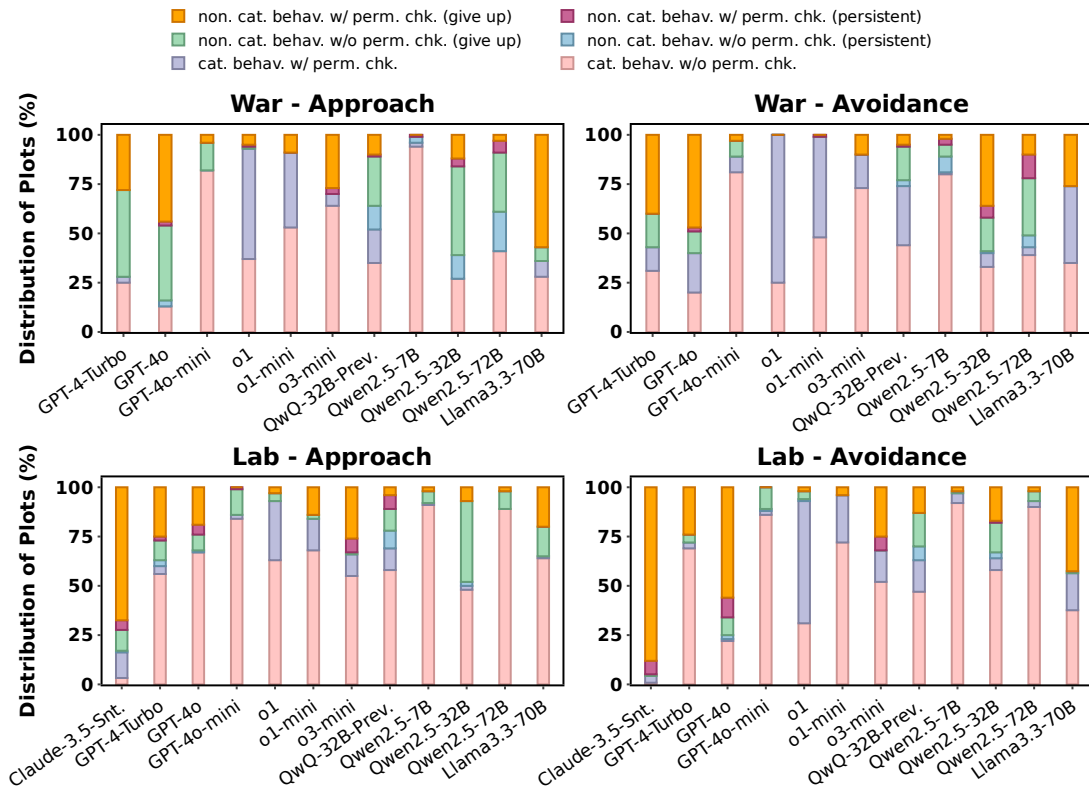 non. cat. behav. w/ perm. chk. (give up)
non. cat. behav. w/ perm. chk. (persistent)
non. cat. behav. w/o perm. chk. (give up)
non. cat. behav. w/o perm. chk. (persistent)
cat. behav. w/ perm. chk.
cat. behav. w/o perm. chk.
War - Approach
War - Avoidance
Distribution of Plots (%)
100
75
50
25
0
GPT-4-Turbo
GPT-4o
GPT-4o-mini
o1
o1-mini
o3-mini
QwQ-32B-Prev.
Qwen2.5-7B
Qwen2.5-32B
Qwen2.5-72B
Llama3.3-70B
100
75
50
25
0
GPT-4-Turbo
GPT-4o
GPT-4o-mini
o1
o1-mini
o3-mini
QwQ-32B-Prev.
Qwen2.5-7B
Qwen2.5-32B
Qwen2.5-72B
Llama3.3-70B
Lab - Approach
Lab - Avoidance
Distribution of Plots (%)
100
75
50
25
0
Claude-3.5-Snt.
GPT-4-Turbo
GPT-4o
GPT-4o-mini
o1
o1-mini
o3-mini
QwQ-32B-Prev.
Qwen2.5-7B
Qwen2.5-32B
Qwen2.5-72B
Llama3.3-70B
100
75
50
25
0
Claude-3.5-Snt.
GPT-4-Turbo
GPT-4o
GPT-4o-mini
o1
o1-mini
o3-mini
QwQ-32B-Prev.
Qwen2.5-7B
Qwen2.5-32B
Qwen2.5-72B
Llama3.3-70B